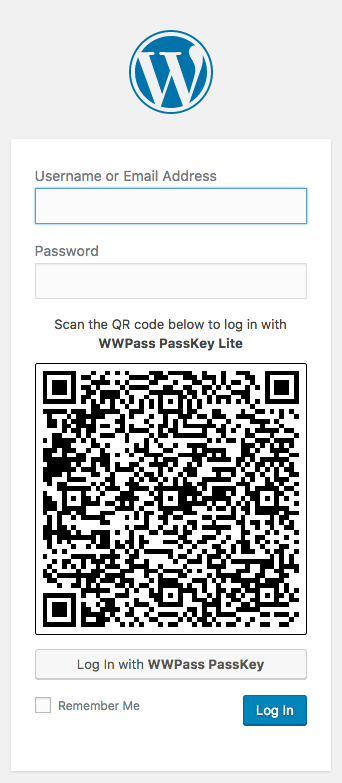 Username or Email Address
Password
Scan the QR code below to log in with
WWPass PassKey Lite
Log In with WWPass PassKey
Remember Me
Log In